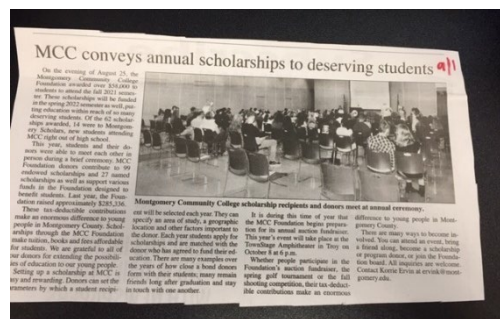 MCC conveys annual scholarships to deserving students
9/1
On the evening of August 25, the
Montgomery Community College
Foundation awarded over $58,000 to
students to attend the fall 2021 semes-
ter. These scholarships will be funded
in the spring 2022 semester as well, put-
ting education within reach of so many
deserving students. Of the 62 scholar-
ships awarded, 14 were to Montgom-
ery Scholars, new students attending
MCC right out of high school.
This year, students and their do-
nors were able to meet each other in
person during a brief ceremony. MCC
Foundation donors contribute to 99
endowed scholarships and 27 named
scholarships as well as support various
funds in the Foundation designed to
benefit students. Last year, the Foun-
dation raised approximately $285,336.
These tax-deductible contributions
make an enormous difference to young
people in Montgomery County. Schol-
arships through the MCC Foundation
make tuition, books and fees affordable
for students. We are grateful to all of
our donors for extending the possibili-
ties of education to our young people.
Setting up a scholarship at MCC is
easy and rewarding. Donors can set the
parameters by which a student recipi-
Montgomery Community College scholarship recipients and donors meet at annual ceremony.
ent will be selected each year. They can
specify an area of study, a geographic
location and other factors important to
the donor. Each year students apply for
scholarships and are matched with the
donor who has agreed to fund their ed-
ucation. There are many examples over
the years of how close a bond donors
form with their students; many remain
friends long after graduation and stay
in touch with one another.
It is during this time of year that
the MCC Foundation begins prepara-
tion for its annual auction fundraiser.
This year's event will take place at the
TownStage Amphitheater in Troy on
October 8 at 6 p.m.
Whether people participate in the
Foundation's auction fundraiser, the
spring golf tournament or the fall
shooting competition, their tax-deduct-
ible contributions make an enormous
difference to young people in Mont-
gomery County.
There are many ways to become in-
volved. You can attend an event, bring
a friend along, become a scholarship
or program donor, or join the Founda-
tion board. All inquiries are welcome.
Contact Korrie Ervin at ervink@mont-
gomery.edu.